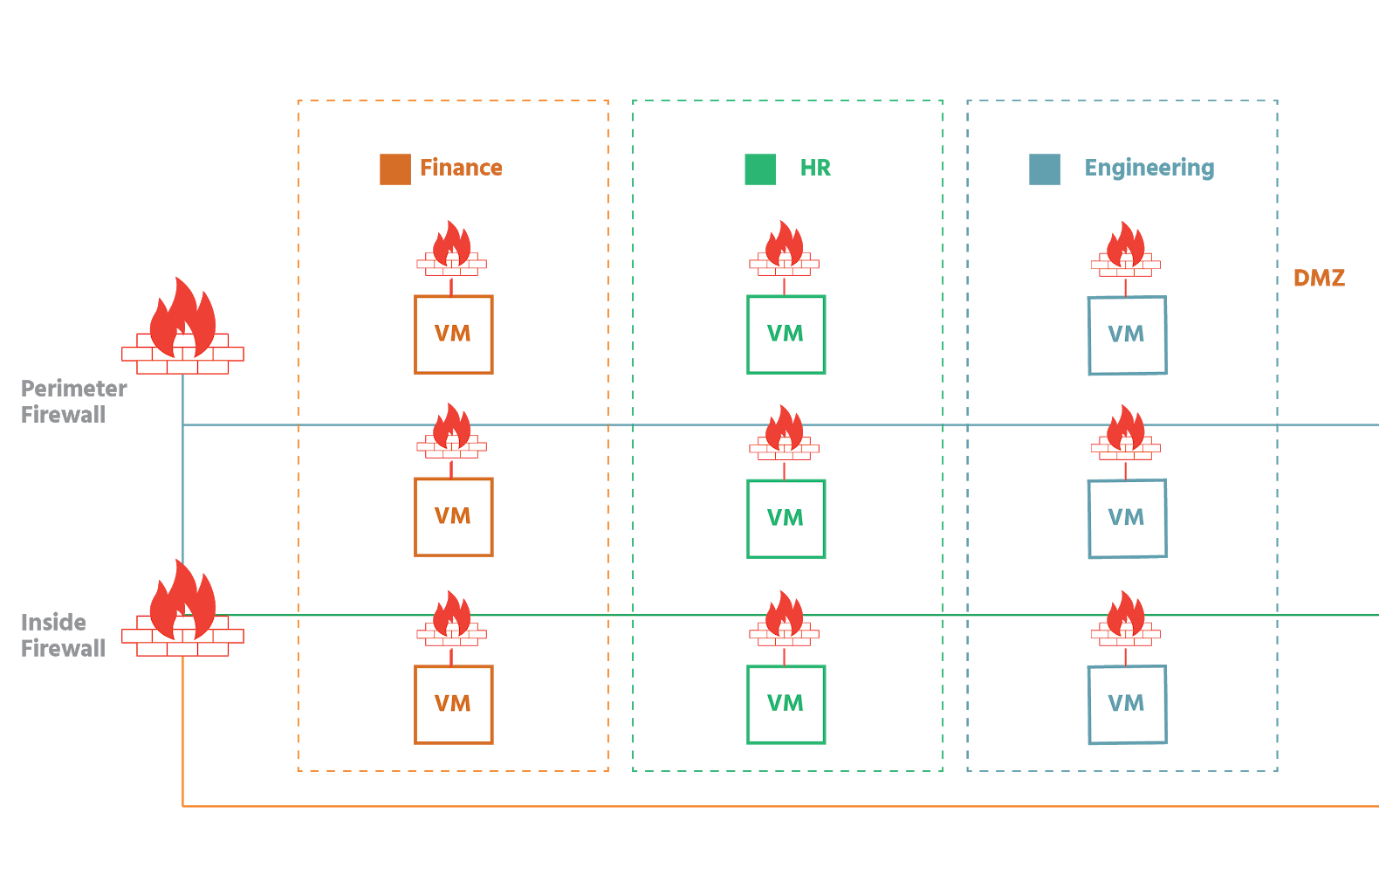 Finance
HR
Engineering
DMZ
VM
VM
VM
Perimeter
Firewall
VM
VM
VM
Inside
Firewall
VM
VM
VM